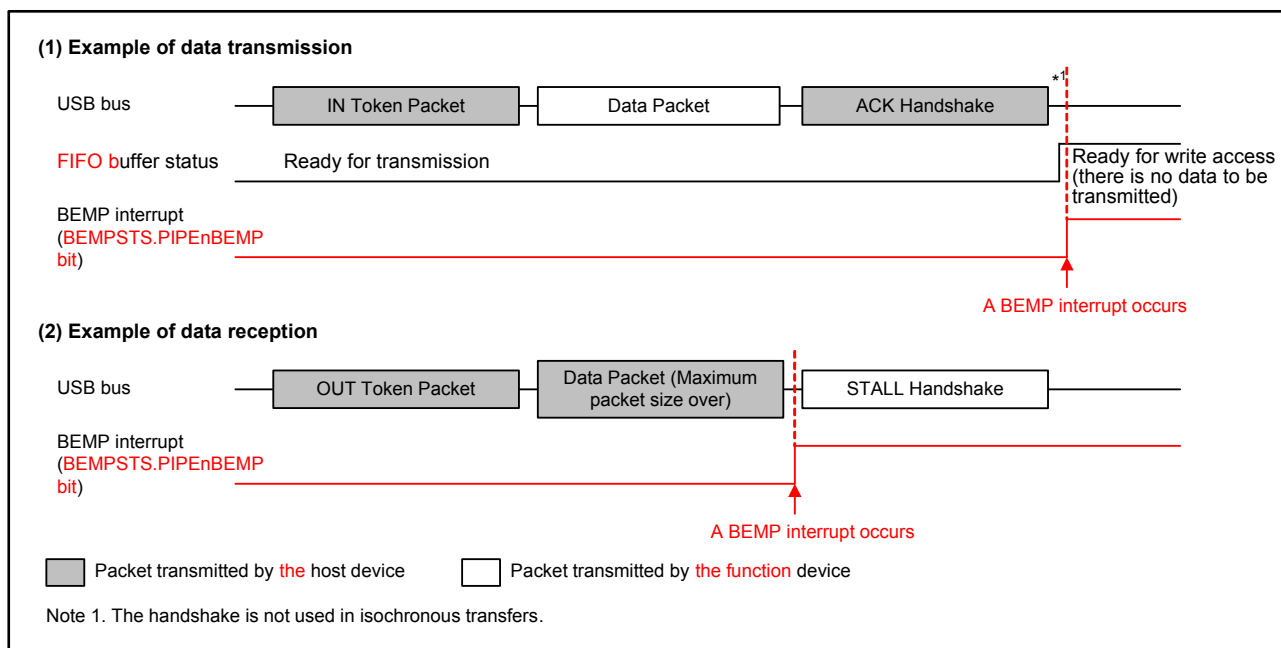 (1) Example of data transmission
*1
USB bus
IN Token Packet
Data Packet
ACK Handshake
FIFO buffer status
Ready for transmission
Ready for write access
(there is no data to be
transmitted)
BEMP interrupt
(BEMPSTS.PIPEnBEMP
bit)
A BEMP interrupt occurs
(2) Example of data reception
USB bus
OUT Token Packet
Data Packet (Maximum
packet size over)
STALL Handshake
BEMP interrupt
(BEMPSTS.PIPEnBEMP
bit)
A BEMP interrupt occurs
Packet transmitted by the host device
Packet transmitted by the function device
Note 1. The handshake is not used in isochronous transfers.